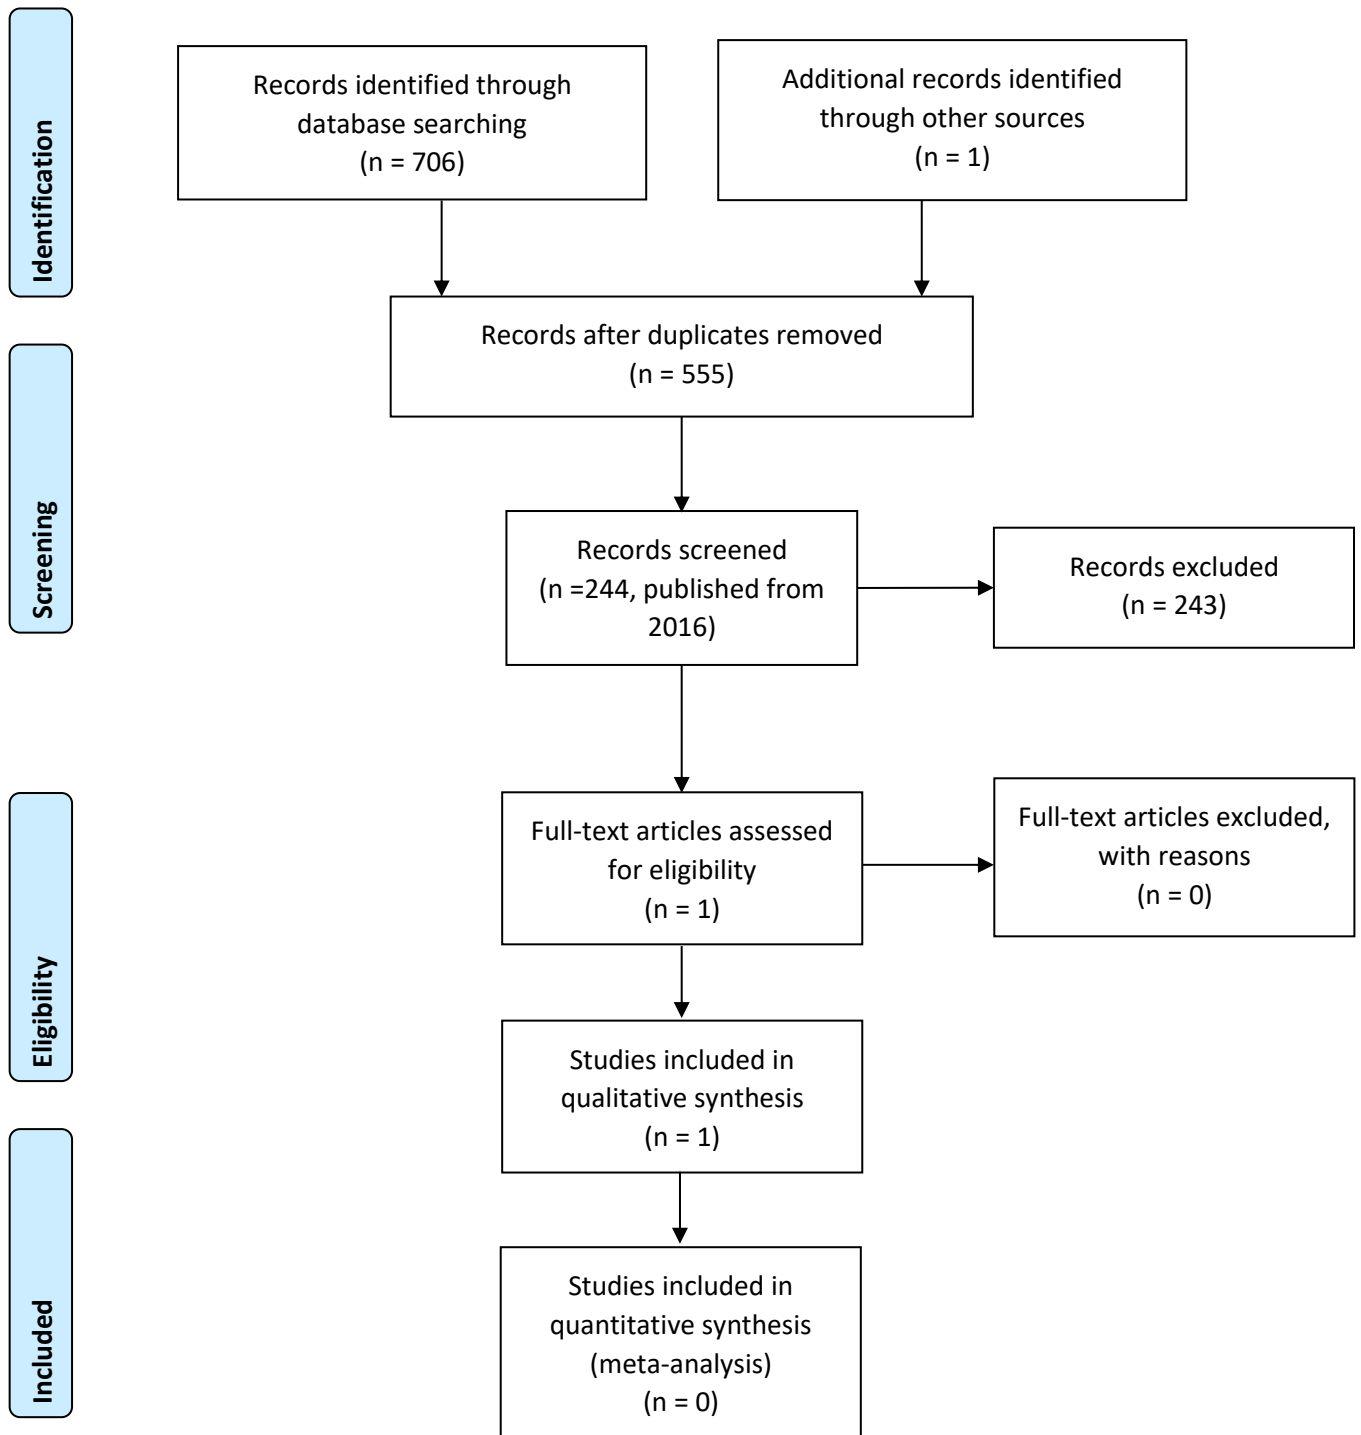 Identification
Records identified through
database searching
(n = 706)
Additional records identified
through other sources
(n = 1)
Records after duplicates removed
(n = 555)
Screening
Records screened
(n =244, published from
2016)
Records excluded
(n = 243)
Eligibility
Full-text articles assessed
for eligibility
(n = 1)
Full-text articles excluded,
with reasons
(n = 0)
Studies included in
qualitative synthesis
(n = 1)
Included
Studies included in
quantitative synthesis
(meta-analysis)
(n = 0)